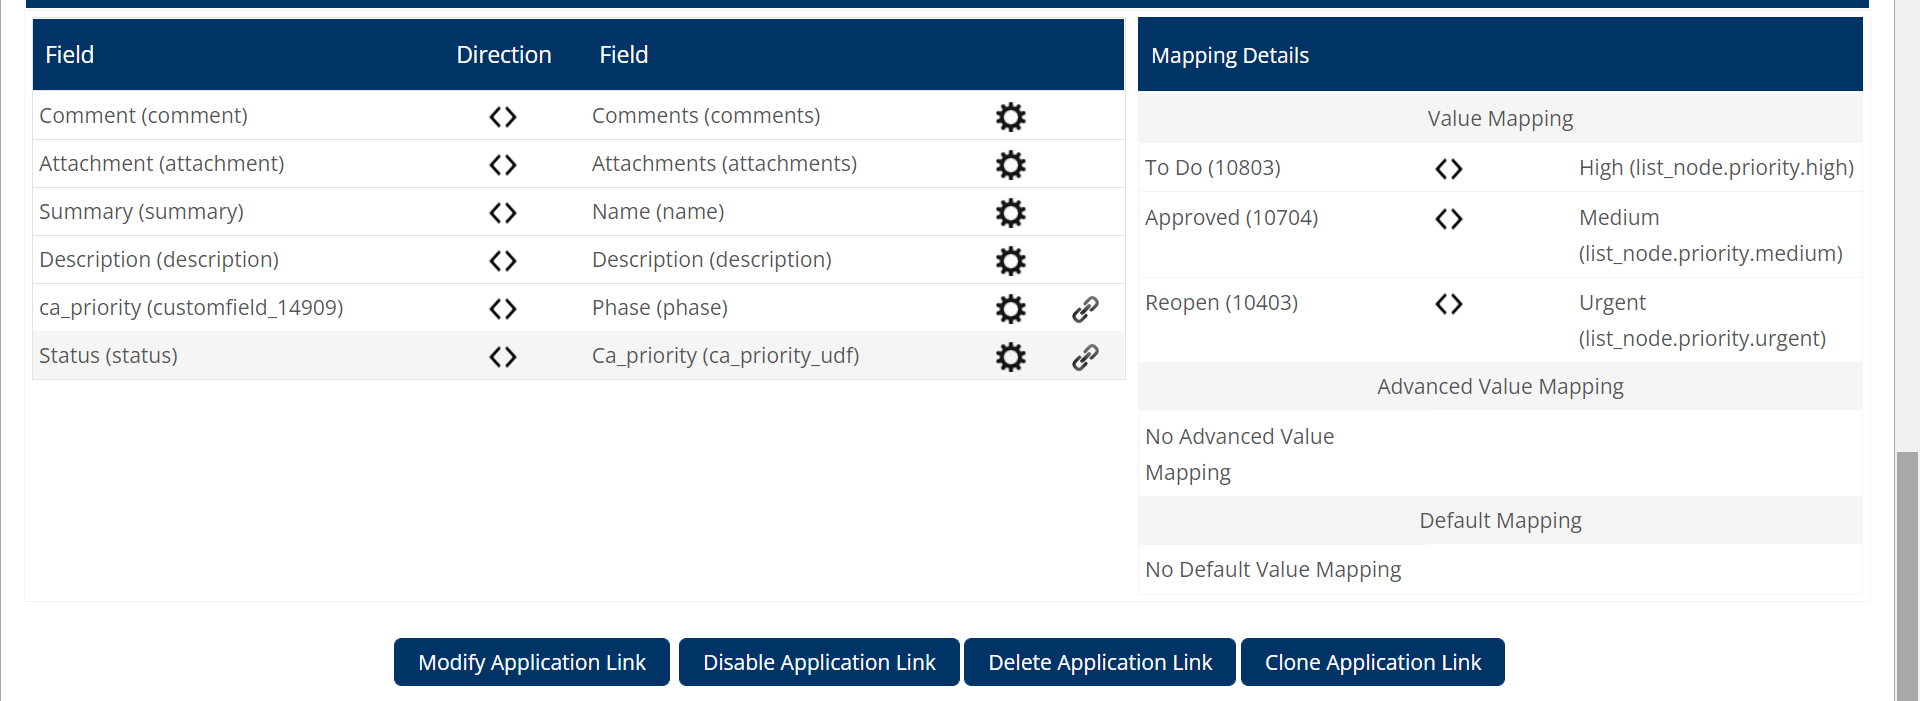 Field Direction Field
Comment (comment) <> Comments (comments)
Attachment (attachment) <> Attachments (attachments)
Summary (summary) <> Name (name)
Description (description) <> Description (description)
ca_priority (customfield_14909) <> Phase (phase)
Status (status) <> Ca_priority (ca_priority_udf)
Mapping Details
Value Mapping
To Do (10803) <> High (list_node.priority.high)
Approved (10704) <> Medium
(list_node.priority.medium)
Reopen (10403) <> Urgent
(list_node.priority.urgent)
Advanced Value Mapping
No Advanced Value
Mapping
Default Mapping
No Default Value Mapping
Modify Application Link Disable Application Link Delete Application Link Clone Application Link